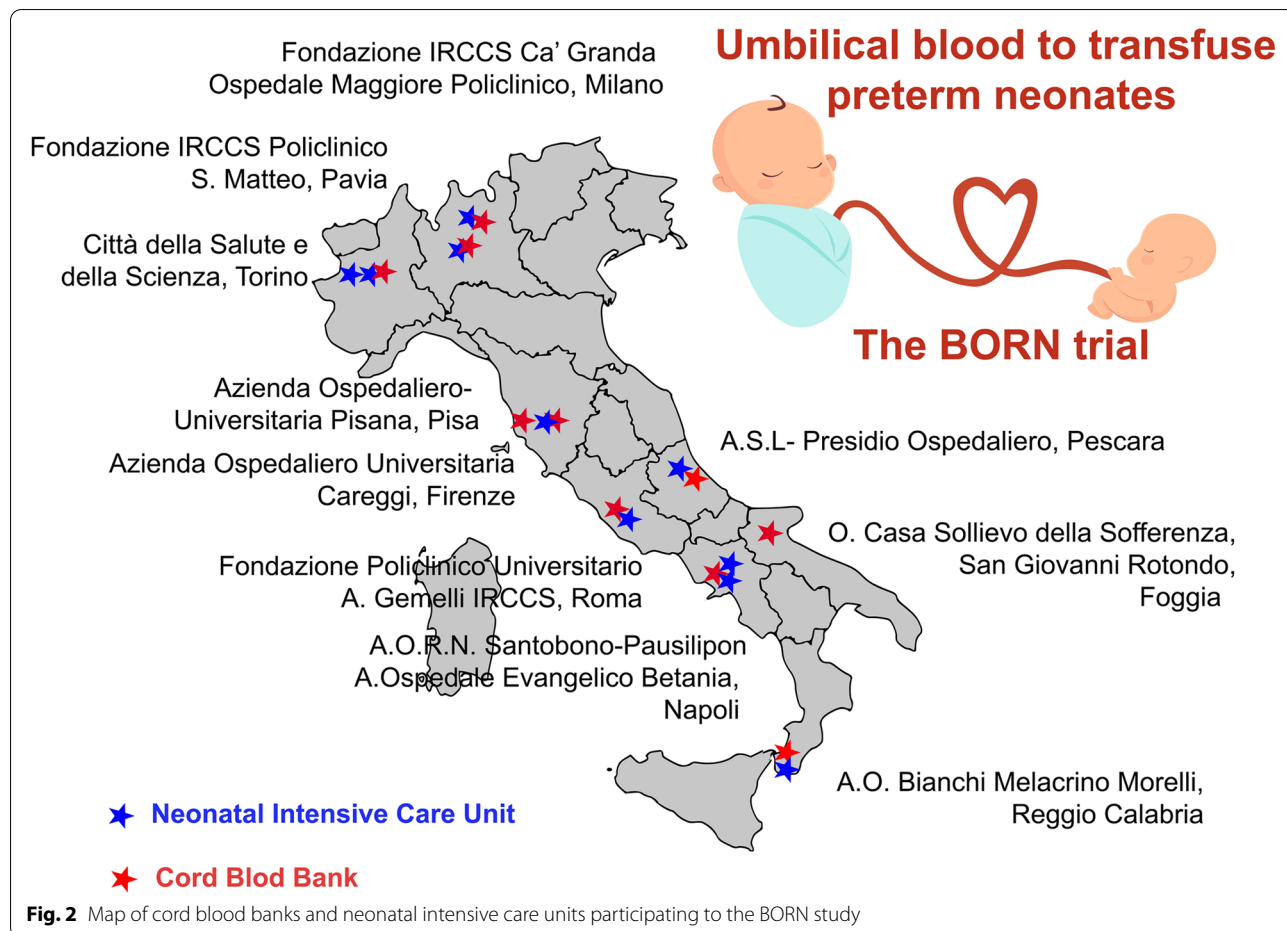 Fondazione IRCCS Ca' Granda
Ospedale Maggiore Policlinico, Milano
Umbilical blood to transfuse
preterm neonates
Fondazione IRCCS Policlinico
S. Matteo, Pavia
Città della Salute e
della Scienza, Torino
The BORN trial
Azienda Ospedaliero-
Universitaria Pisana, Pisa
A.S.L- Presidio Ospedaliero, Pescara
Azienda Ospedaliero Universitaria
Careggi, Firenze
O. Casa Sollievo della Sofferenza,
San Giovanni Rotondo,
Foggia
Fondazione Policlinico Universitario
A. Gemelli IRCCS, Roma
A.O.R.N. Santobono-Pausilipon
A.Ospedale Evangelico Betania,
Napoli
A.O. Bianchi Melacrino Morelli,
Reggio Calabria
Neonatal Intensive Care Unit
Cord Blod Bank
Fig. 2 Map of cord blood banks and neonatal intensive care units participating to the BORN study